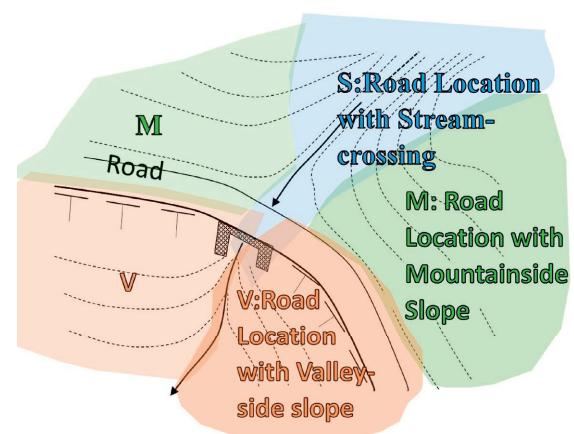 S:Road Location
with Stream-
crossing
M
Road
M: Road
Location with
Mountainside
Slope
V
V:Road
Location
with Valley-
side slope